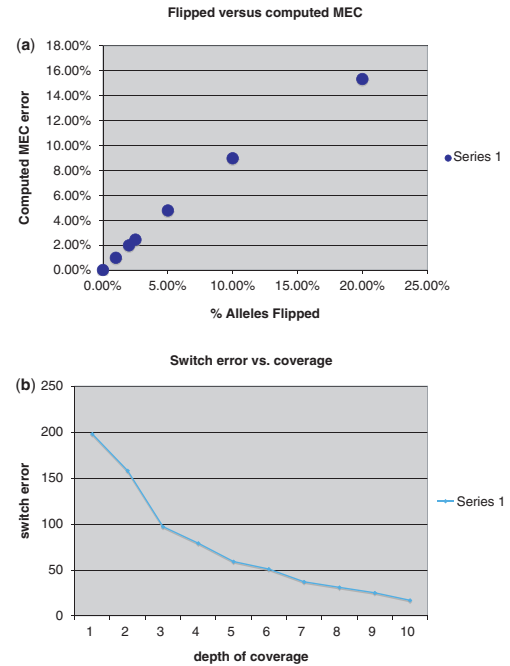 Flipped versus computed MEC
(a)
18.00%
16.00%
14.00%
12.00%
10.00%
8.00%
6.00%
4.00%
2.00%
0.00%
Computed MEC error
0.00% 5.00% 10.00% 15.00% 20.00% 25.00%
% Alleles Flipped
Series 1
Switch error vs. coverage
(b)
250
200
150
100
50
0
switch error
1 2 3 4 5 6 7 8 9 10
depth of coverage
Series 1